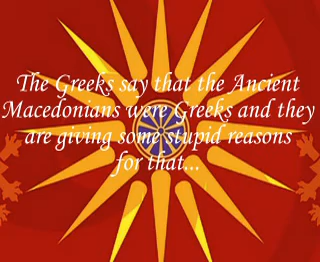 The Greeks say that the Ancient
Macedonians were Greeks and they
are giving some stupid reasons
for that...